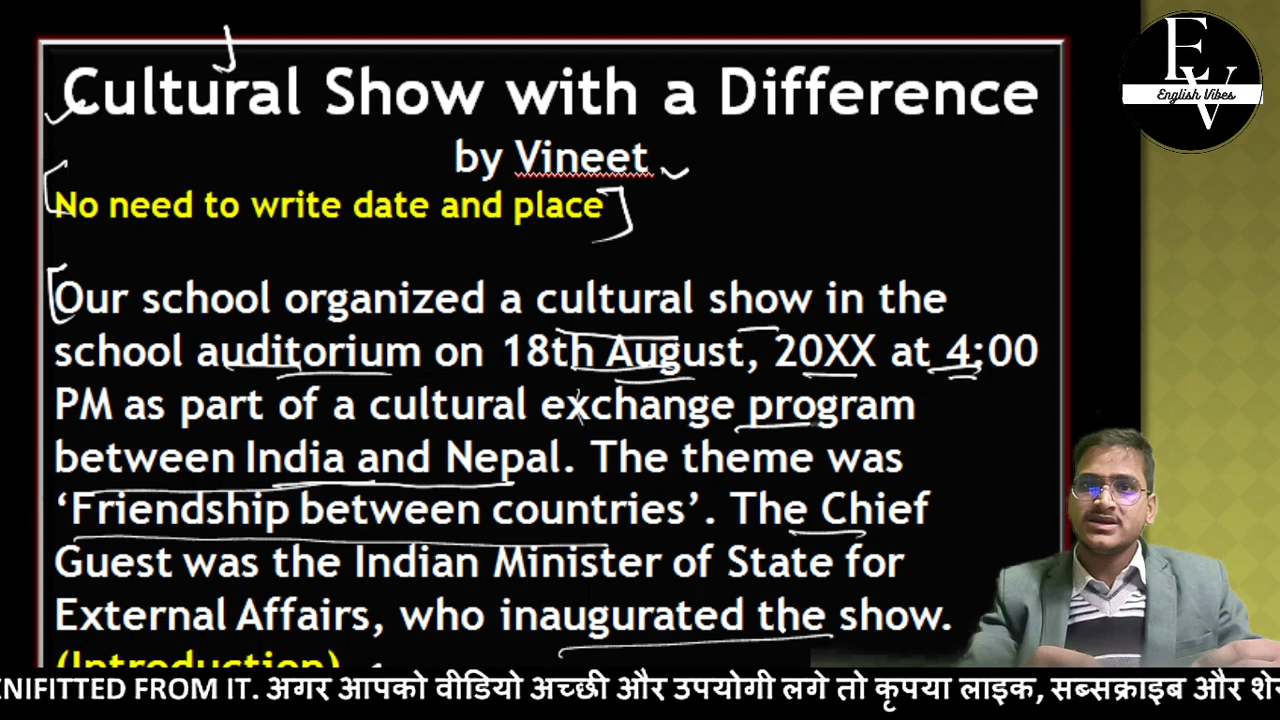 Cultural Show with a Difference
by Vineet
No need to write date and place
Our school organized a cultural show in the
school auditorium on 18th August, 20XX at 4:00
PM as part of a cultural exchange program
between India and Nepal. The theme was
‘Friendship between countries’. The Chief
Guest was the Indian Minister of State for
External Affairs, who inaugurated the show.
(Introduction)
EV
English Vibes
ENIFITTED FROM IT. अगर आपको वीडियो अच्छी और उपयोगी लगे तो कृपया लाइक, सब्सक्राइब और शे